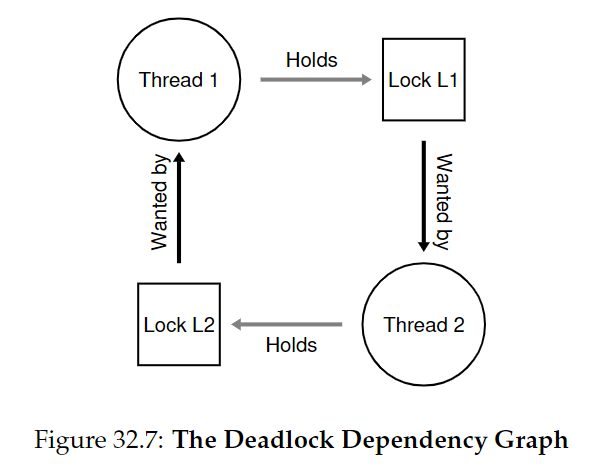 Holds
Thread 1
Lock L1
Wanted by
Wanted by
Lock L2
Thread 2
Holds
Figure 32.7: The Deadlock Dependency Graph